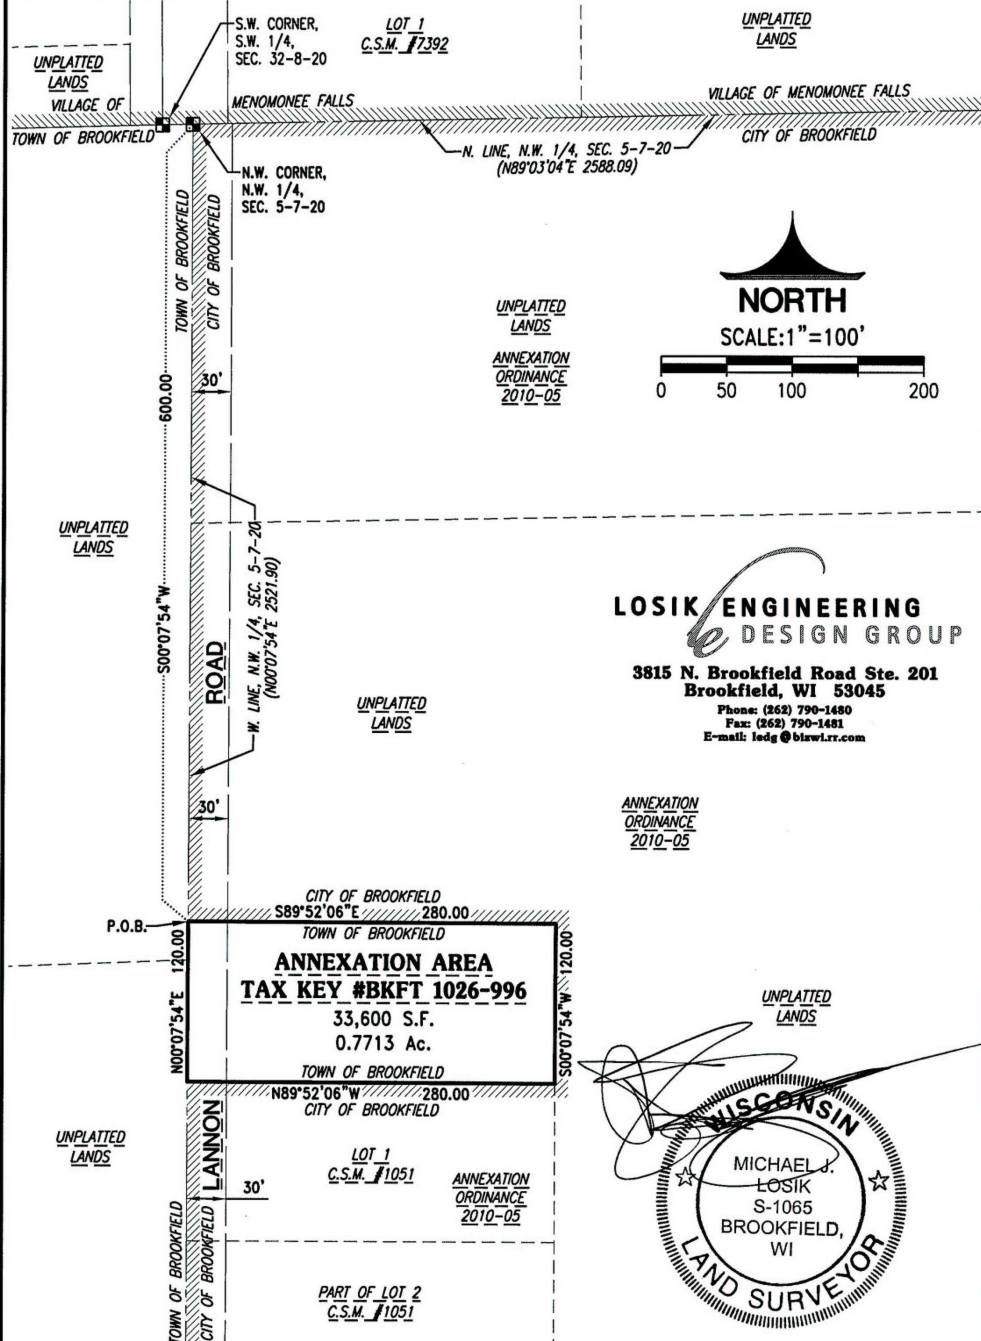 S.W. CORNER,
S.W. 1/4,
SEC. 32-8-20
LOT 1
C.S.M. #7392
UNPLATTED
LANDS
UNPLATTED
LANDS
VILLAGE OF
MENOMONEE FALLS
VILLAGE OF MENOMONEE FALLS
TOWN OF BROOKFIELD
CITY OF BROOKFIELD
N. LINE, N.W. 1/4, SEC. 5-7-20
(N89°03'04"E 2588.09)
N.W. CORNER,
N.W. 1/4,
SEC. 5-7-20
TOWN OF BROOKFIELD
CITY OF BROOKFIELD
NORTH
SCALE:1"=100'
0 50 100 200
UNPLATTED
LANDS
ANNEXATION
ORDINANCE
2010-05
30'
600.00
S00°07'54"W
UNPLATTED
LANDS
W. LINE, N.W. 1/4, SEC. 5-7-20
(N00°07'54"E 2521.90)
ROAD
LOSIK ENGINEERING
DESIGN GROUP
3815 N. Brookfield Road Ste. 201
Brookfield, WI 53045
Phone: (262) 790-1480
Fax: (262) 790-1481
E-mail: ledg@bizwi.rr.com
UNPLATTED
LANDS
30'
ANNEXATION
ORDINANCE
2010-05
CITY OF BROOKFIELD
S89°52'06"E 280.00
P.O.B.
TOWN OF BROOKFIELD
ANNEXATION AREA
TAX KEY #BKFT 1026-996
33,600 S.F.
0.7713 Ac.
TOWN OF BROOKFIELD
N00°07'54"E 120.00
S00°07'54"W 120.00
N89°52'06"W 280.00
CITY OF BROOKFIELD
UNPLATTED
LANDS
UNPLATTED
LANDS
LANNON
LOT 1
C.S.M. #1051
30'
ANNEXATION
ORDINANCE
2010-05
TOWN OF BROOKFIELD
CITY OF BROOKFIELD
PART OF LOT 2
C.S.M. #1051
WISCONSIN
MICHAEL J.
LOSIK
S-1065
BROOKFIELD,
WI
LAND SURVEYOR